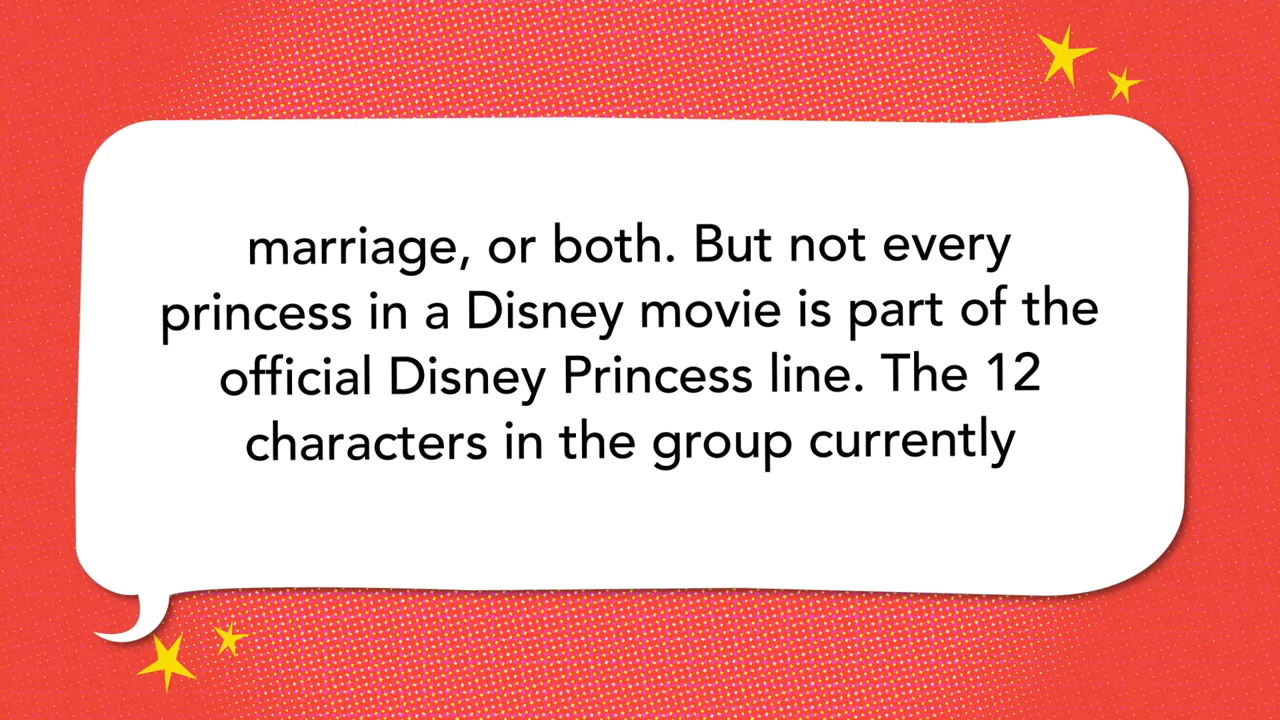 marriage, or both. But not every
princess in a Disney movie is part of the
official Disney Princess line. The 12
characters in the group currently